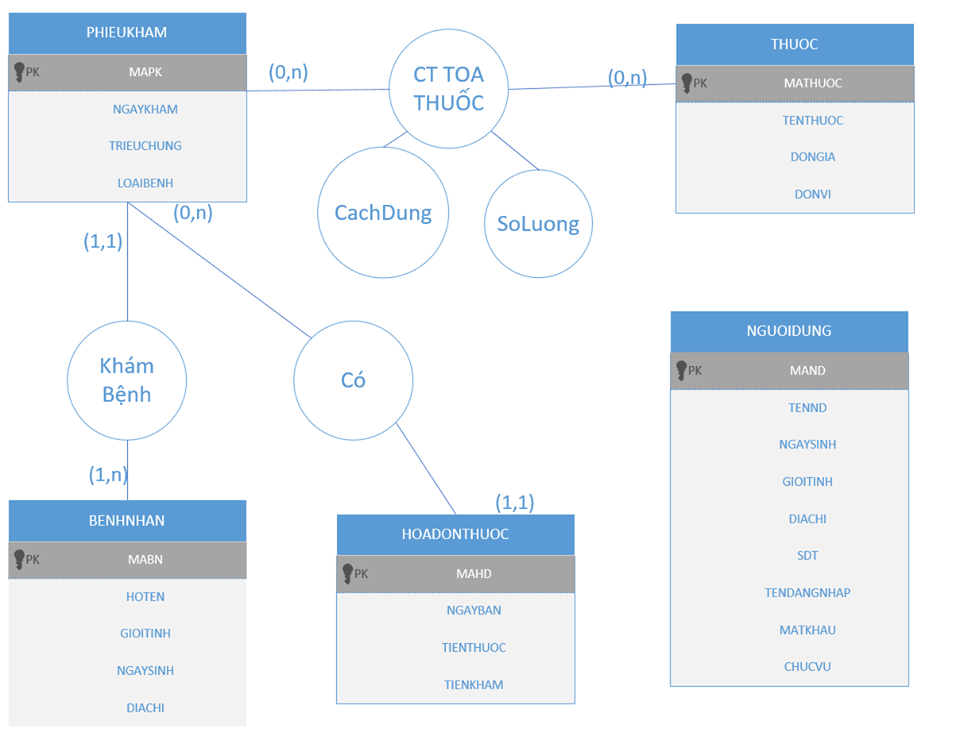 PHIEUKHAM
PK MAPK
NGAYKHAM
TRIEUCHUNG
LOAIBENH
(0,n)
CT TOA
THUỐC
(0,n)
THUOC
PK MATHUOC
TENTHUOC
DONGIA
DONVI
CachDung
SoLuong
(0,n)
(1,1)
Khám
Bệnh
Có
(1,n)
(1,1)
BENHNHAN
PK MABN
HOTEN
GIOITINH
NGAYSINH
DIACHI
HOADONTHUOC
PK MAHD
NGAYBAN
TIENTHUOC
TIENKHAM
NGUOIDUNG
PK MAND
TENND
NGAYSINH
GIOITINH
DIACHI
SDT
TENDANGNHAP
MATKHAU
CHUCVU